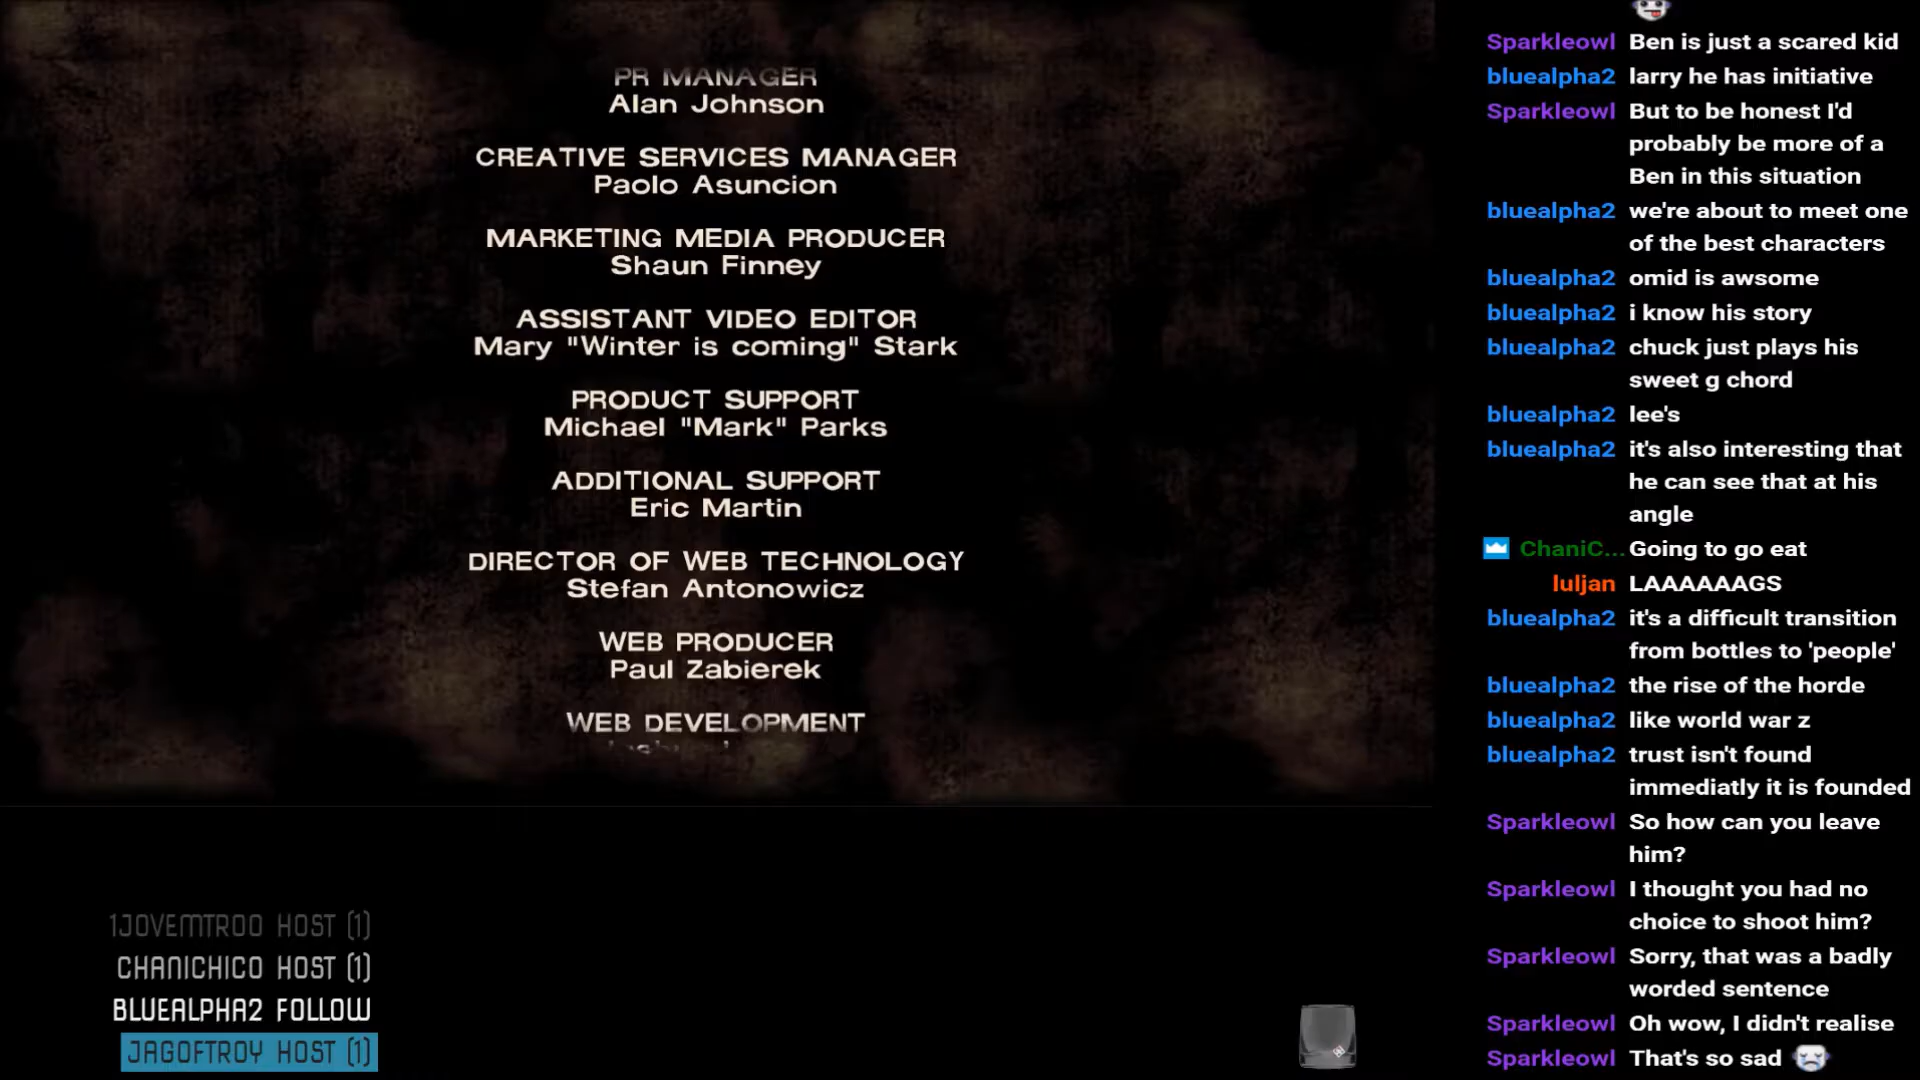 PR MANAGER
Alan Johnson
CREATIVE SERVICES MANAGER
Paolo Asuncion
MARKETING MEDIA PRODUCER
Shaun Finney
ASSISTANT VIDEO EDITOR
Mary "Winter is coming" Stark
PRODUCT SUPPORT
Michael "Mark" Parks
ADDITIONAL SUPPORT
Eric Martin
DIRECTOR OF WEB TECHNOLOGY
Stefan Antonowicz
WEB PRODUCER
Paul Zabierek
WEB DEVELOPMENT
1JOVEMTROO HOST (1)
CHANICHICO HOST (1)
BLUEALPHA2 FOLLOW
JAGOFTROY HOST (1)
Sparkleowl Ben is just a scared kid
bluealpha2 larry he has initiative
Sparkleowl But to be honest I'd
probably be more of a
Ben in this situation
bluealpha2 we're about to meet one
of the best characters
bluealpha2 omid is awsome
bluealpha2 i know his story
bluealpha2 chuck just plays his
sweet g chord
bluealpha2 lee's
bluealpha2 it's also interesting that
he can see that at his
angle
ChaniC... Going to go eat
luljan LAAAAAAGS
bluealpha2 it's a difficult transition
from bottles to 'people'
bluealpha2 the rise of the horde
bluealpha2 like world war z
bluealpha2 trust isn't found
immediatly it is founded
Sparkleowl So how can you leave
him?
Sparkleowl I thought you had no
choice to shoot him?
Sparkleowl Sorry, that was a badly
worded sentence
Sparkleowl Oh wow, I didn't realise
Sparkleowl That's so sad